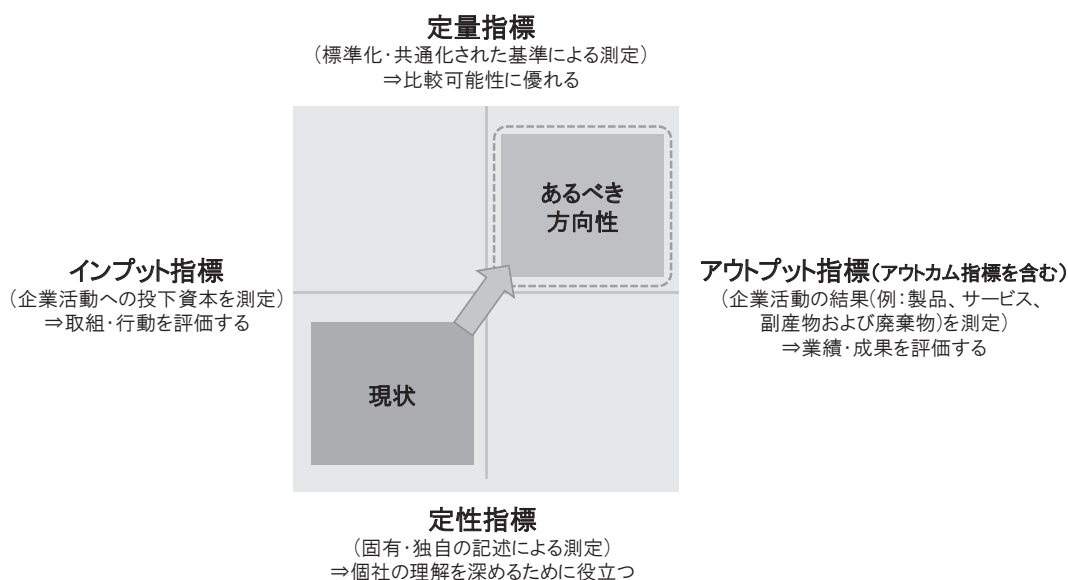 定量指標
（標準化・共通化された基準による測定）
⇒比較可能性に優れる
あるべき
方向性
インプット指標
（企業活動への投下資本を測定）
⇒取組・行動を評価する
アウトプット指標（アウトカム指標を含む）
（企業活動の結果（例：製品、サービス、
副産物および廃棄物）を測定）
⇒業績・成果を評価する
現状
定性指標
（固有・独自の記述による測定）
⇒個社の理解を深めるために役立つ